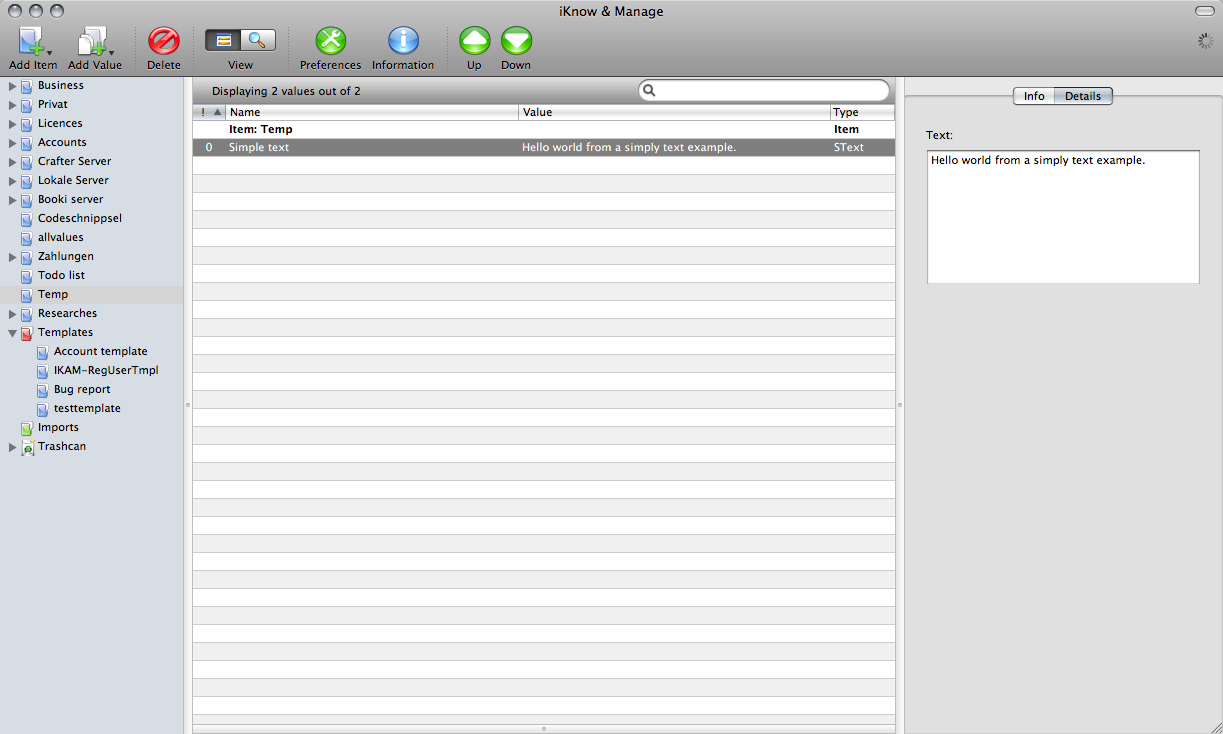 iKnow & Manage
Add Item Add Value Delete View Preferences Information Up Down
Business
Privat
Licences
Accounts
Crafter Server
Lokale Server
Booki server
Codeschnippsel
allvalues
Zahlungen
Todo list
Temp
Researches
Templates
Account template
IKAM-RegUserTmpl
Bug report
testtemplate
Imports
Trashcan
Displaying 2 values out of 2
! Name Value Type
Item: Temp Item
0 Simple text Hello world from a simply text example. SText
Info Details
Text:
Hello world from a simply text example.